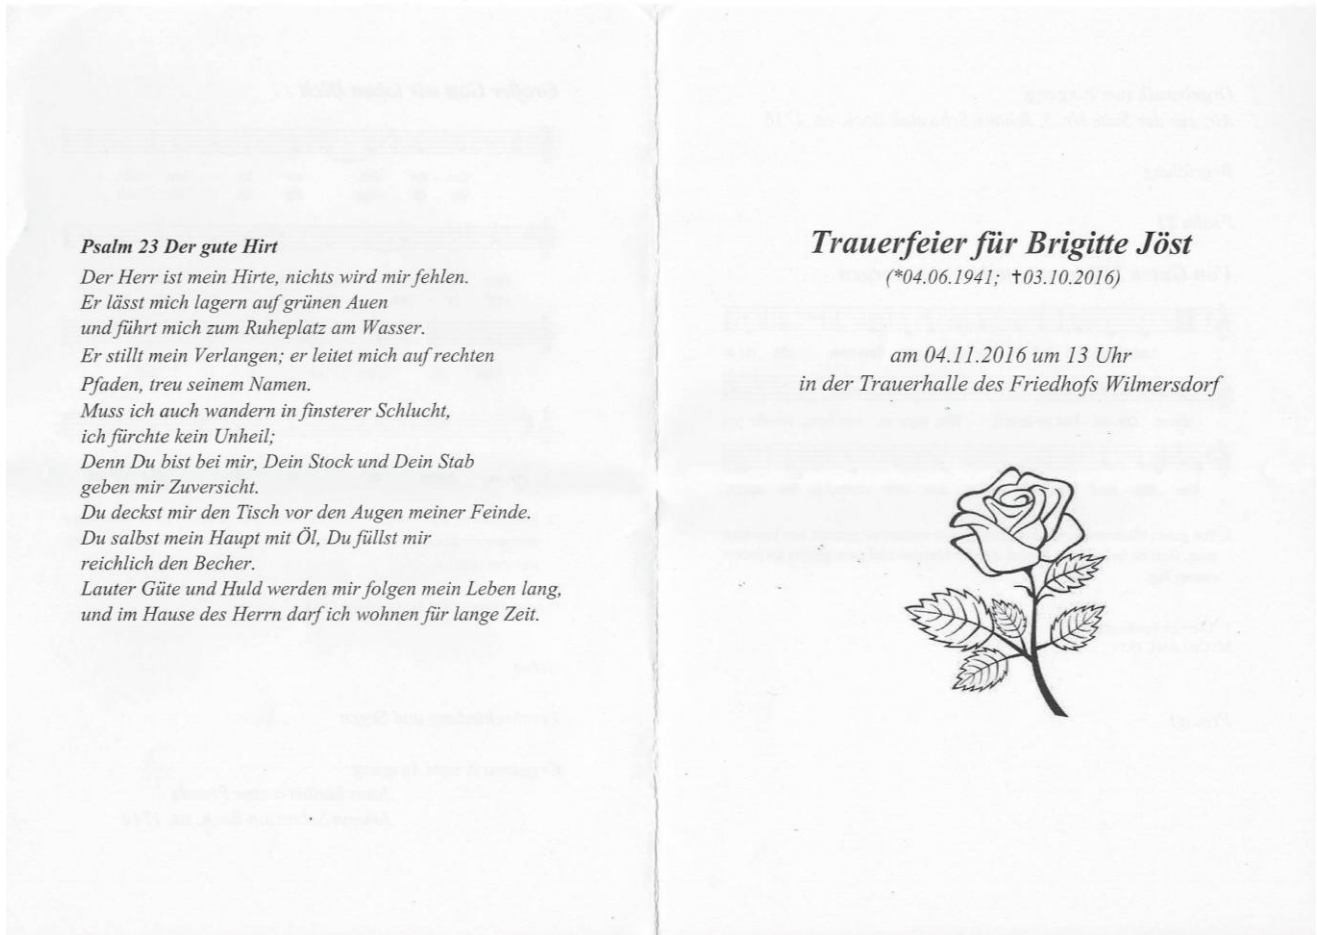 Psalm 23 Der gute Hirt
Der Herr ist mein Hirte, nichts wird mir fehlen.
Er lässt mich lagern auf grünen Auen
und führt mich zum Ruheplatz am Wasser.
Er stillt mein Verlangen; er leitet mich auf rechten
Pfaden, treu seinem Namen.
Muss ich auch wandern in finsterer Schlucht,
ich fürchte kein Unheil;
Denn Du bist bei mir, Dein Stock und Dein Stab
geben mir Zuversicht.
Du deckst mir den Tisch vor den Augen meiner Feinde.
Du salbst mein Haupt mit Öl, Du füllst mir
reichlich den Becher.
Lauter Güte und Huld werden mir folgen mein Leben lang,
und im Hause des Herrn darf ich wohnen für lange Zeit.
Trauerfeier für Brigitte Jöst
(*04.06.1941; †03.10.2016)
am 04.11.2016 um 13 Uhr
in der Trauerhalle des Friedhofs Wilmersdorf